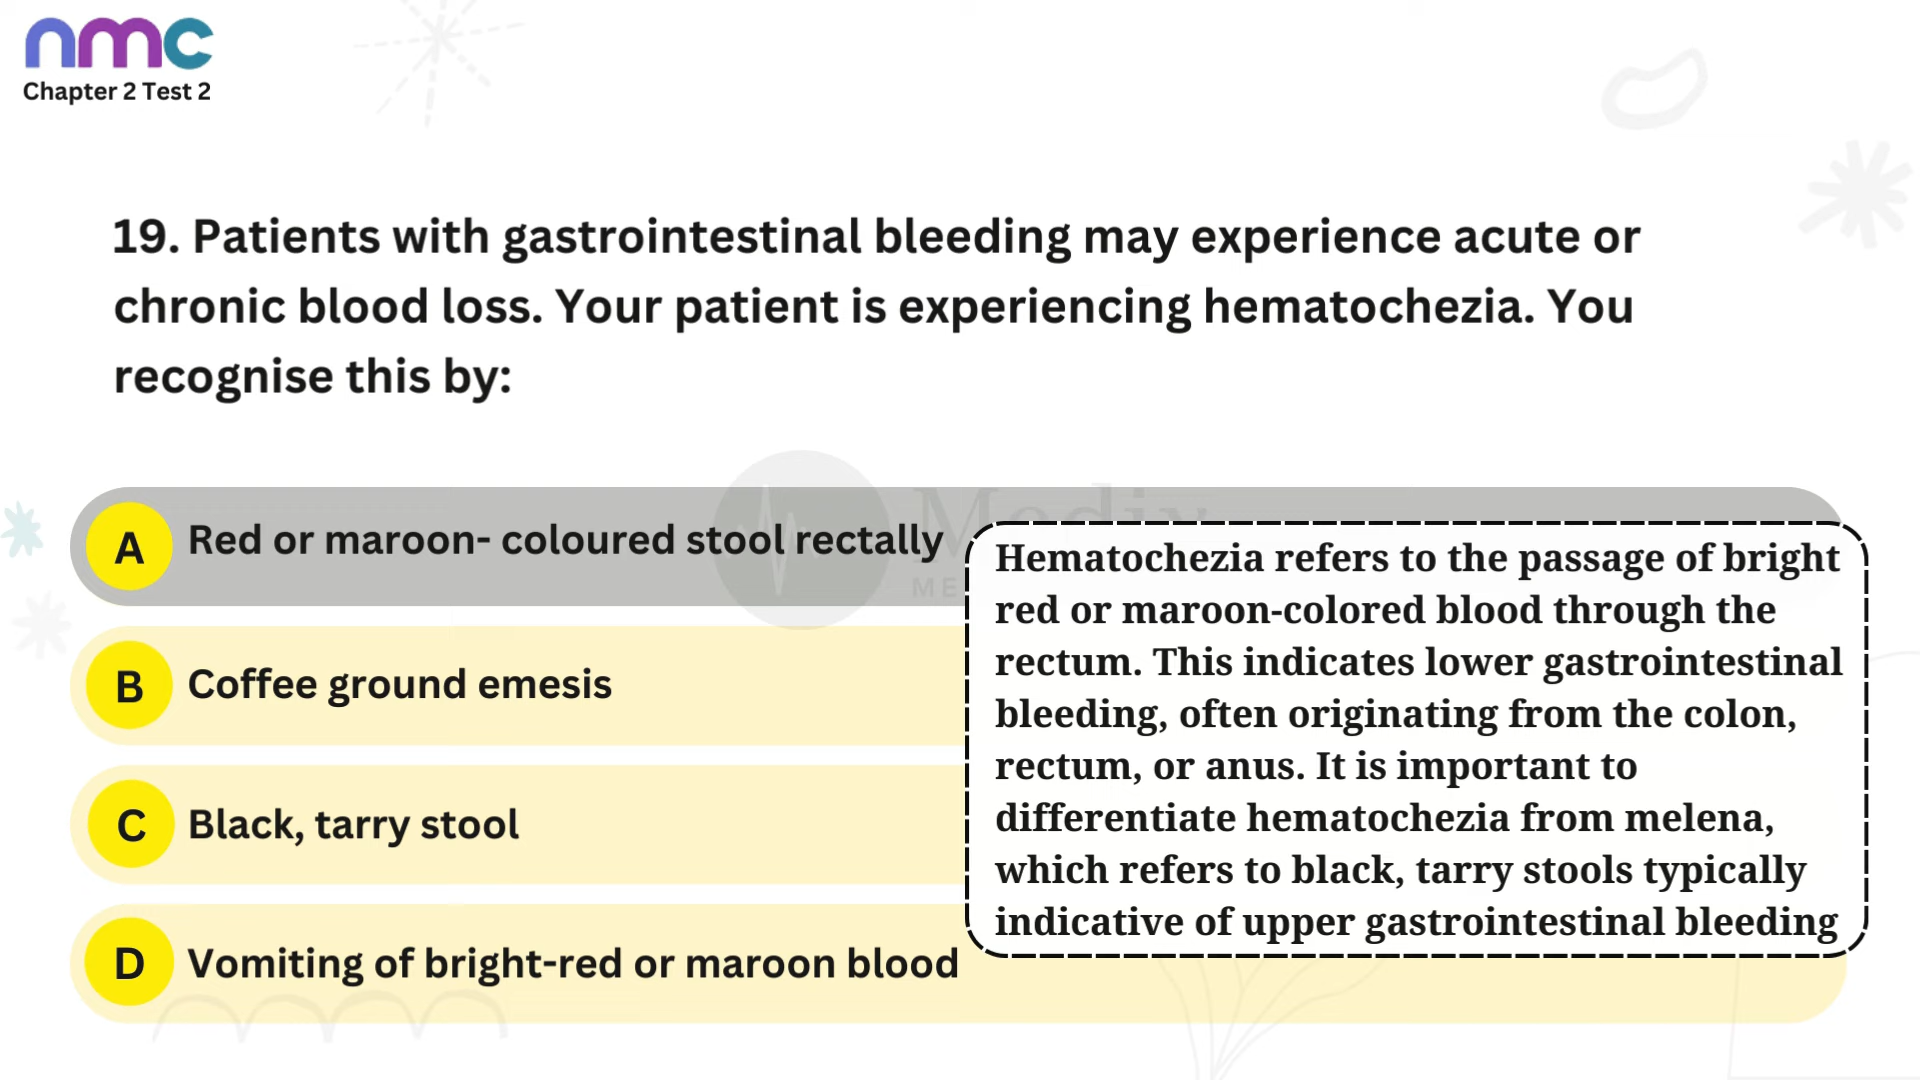 nmc
Chapter 2 Test 2
19. Patients with gastrointestinal bleeding may experience acute or
chronic blood loss. Your patient is experiencing hematochezia. You
recognise this by:
A Red or maroon- coloured stool rectally
B Coffee ground emesis
C Black, tarry stool
D Vomiting of bright-red or maroon blood
Hematochezia refers to the passage of bright
red or maroon-colored blood through the
rectum. This indicates lower gastrointestinal
bleeding, often originating from the colon,
rectum, or anus. It is important to
differentiate hematochezia from melena,
which refers to black, tarry stools typically
indicative of upper gastrointestinal bleeding